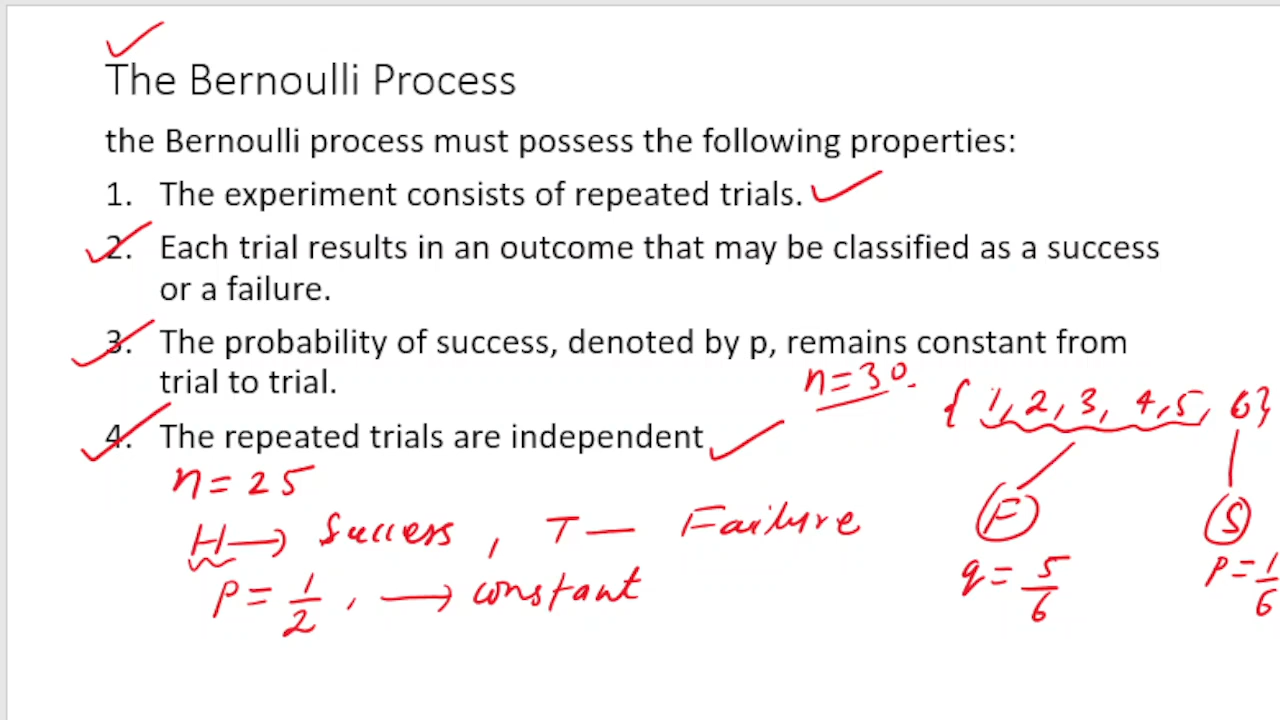 The Bernoulli Process
the Bernoulli process must possess the following properties:
1. The experiment consists of repeated trials.
2. Each trial results in an outcome that may be classified as a success
or a failure.
3. The probability of success, denoted by p, remains constant from
trial to trial.
n=30.
{1,2,3, 4,5, 6}
4. The repeated trials are independent
n=25
H→ Success, T— Failure
F S
p=1/2, → constant
q=5/6 p=1/6